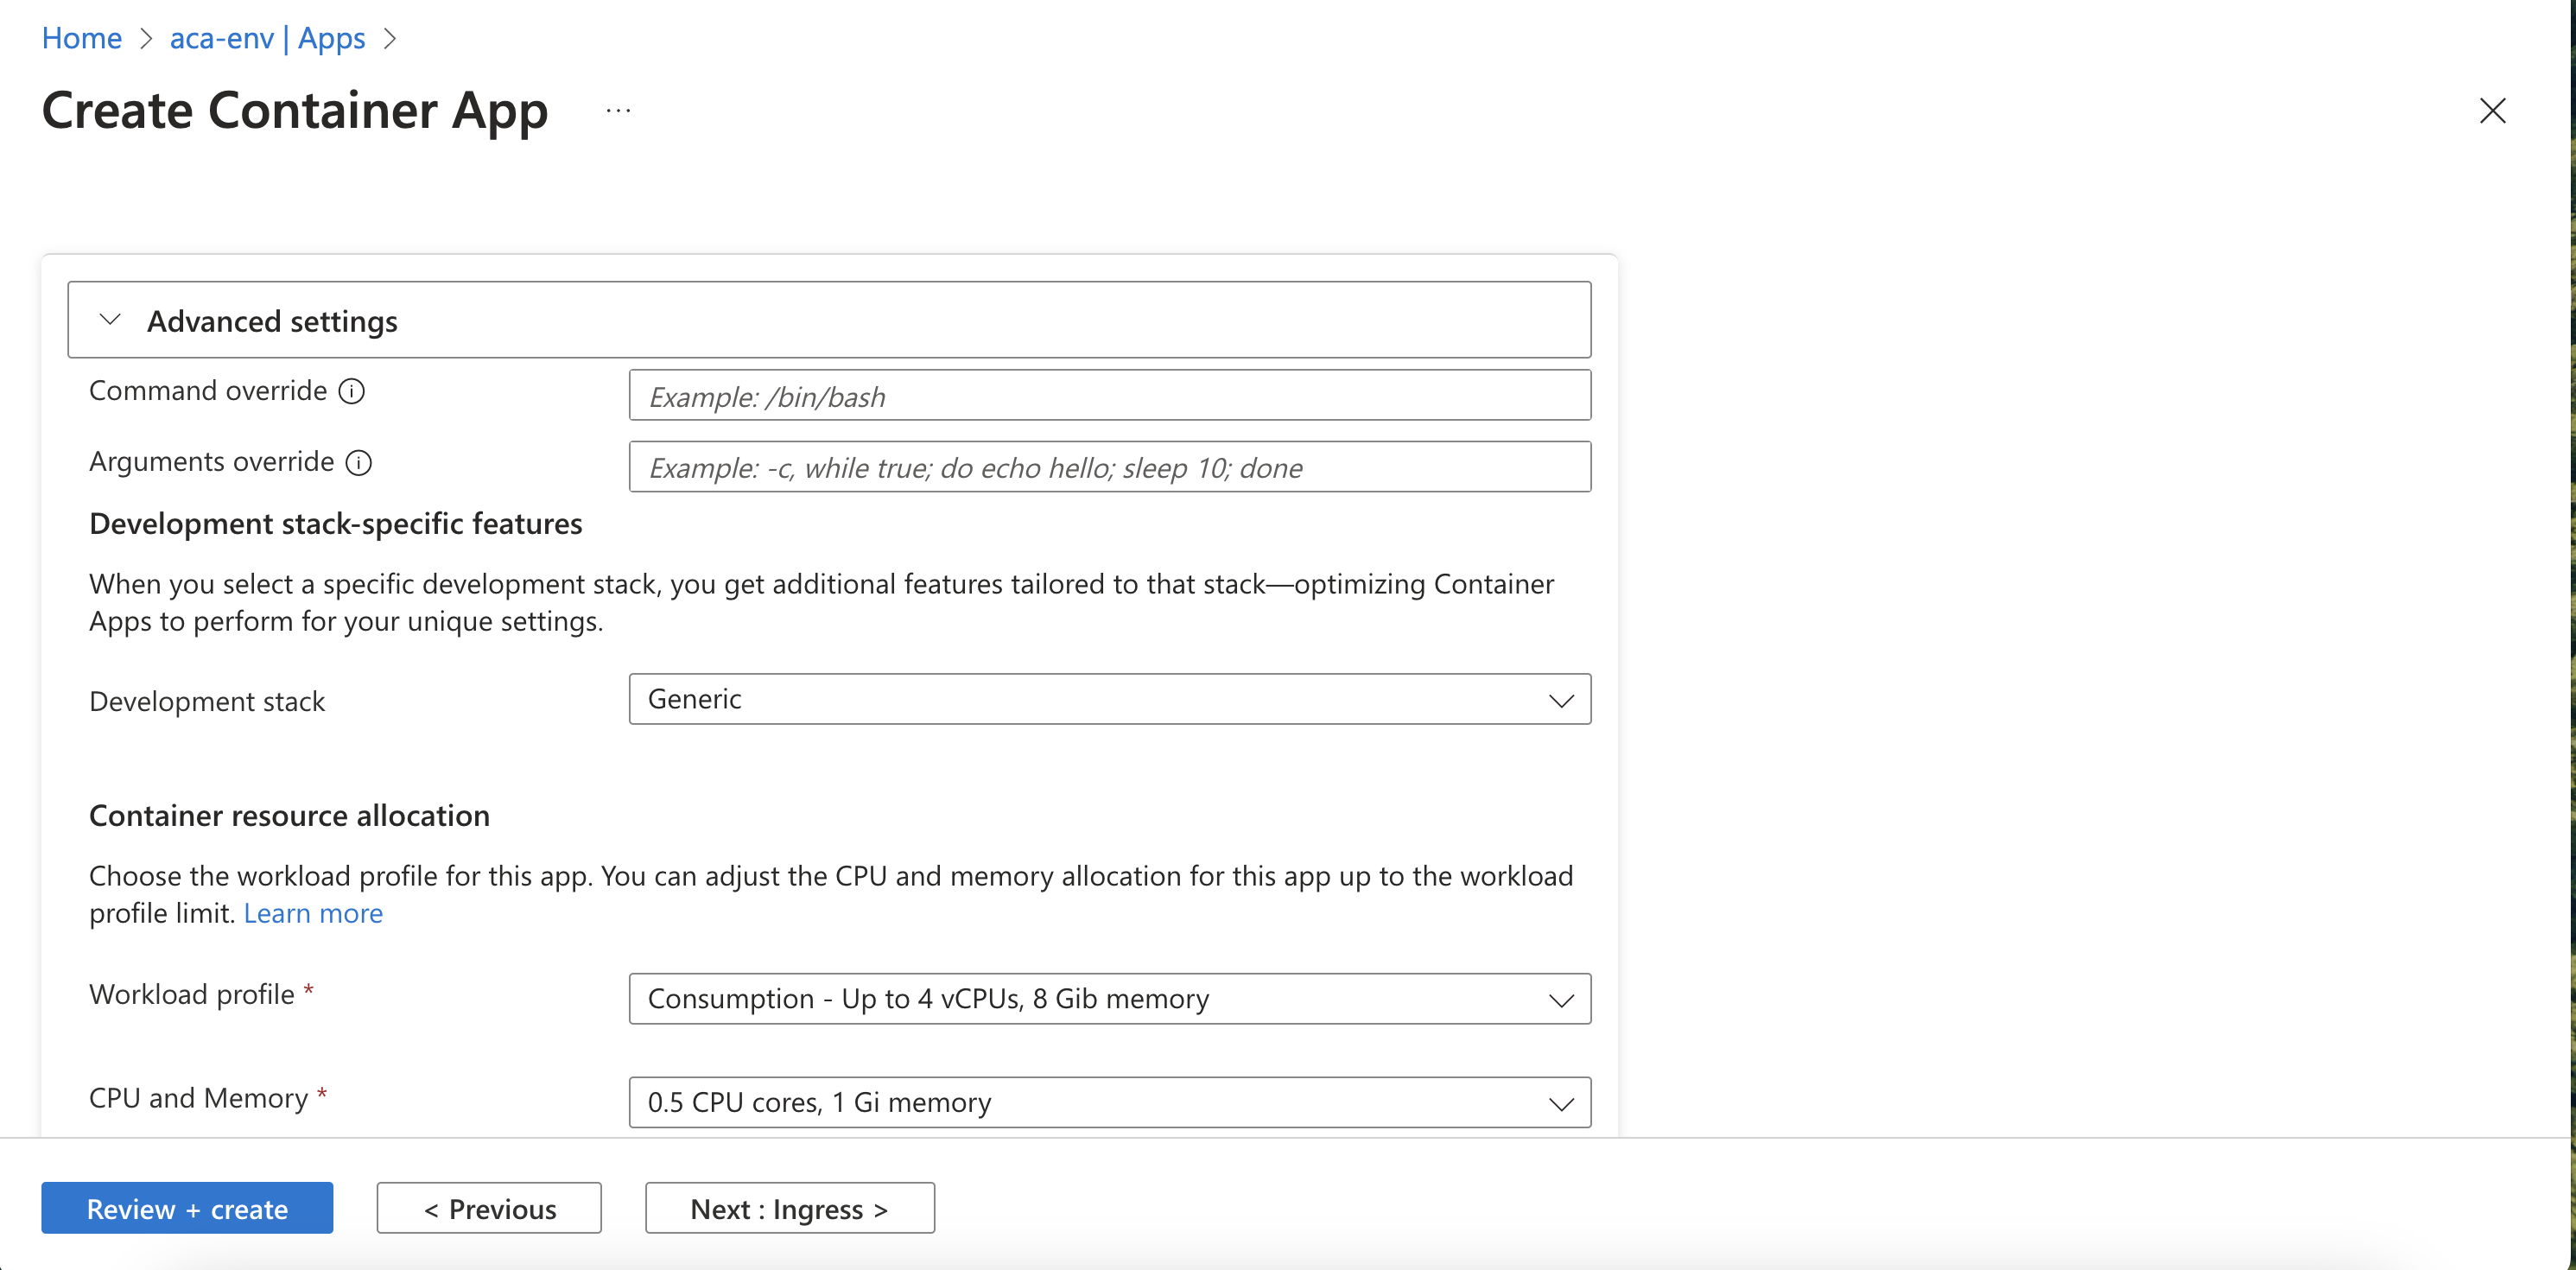 Home > aca-env | Apps >
Create Container App ...
Advanced settings
Command override
Example: /bin/bash
Arguments override
Example: -c, while true; do echo hello; sleep 10; done
Development stack-specific features
When you select a specific development stack, you get additional features tailored to that stack—optimizing Container
Apps to perform for your unique settings.
Development stack
Generic
Container resource allocation
Choose the workload profile for this app. You can adjust the CPU and memory allocation for this app up to the workload
profile limit. Learn more
Workload profile *
Consumption - Up to 4 vCPUs, 8 Gib memory
CPU and Memory *
0.5 CPU cores, 1 Gi memory
Review + create
< Previous
Next : Ingress >